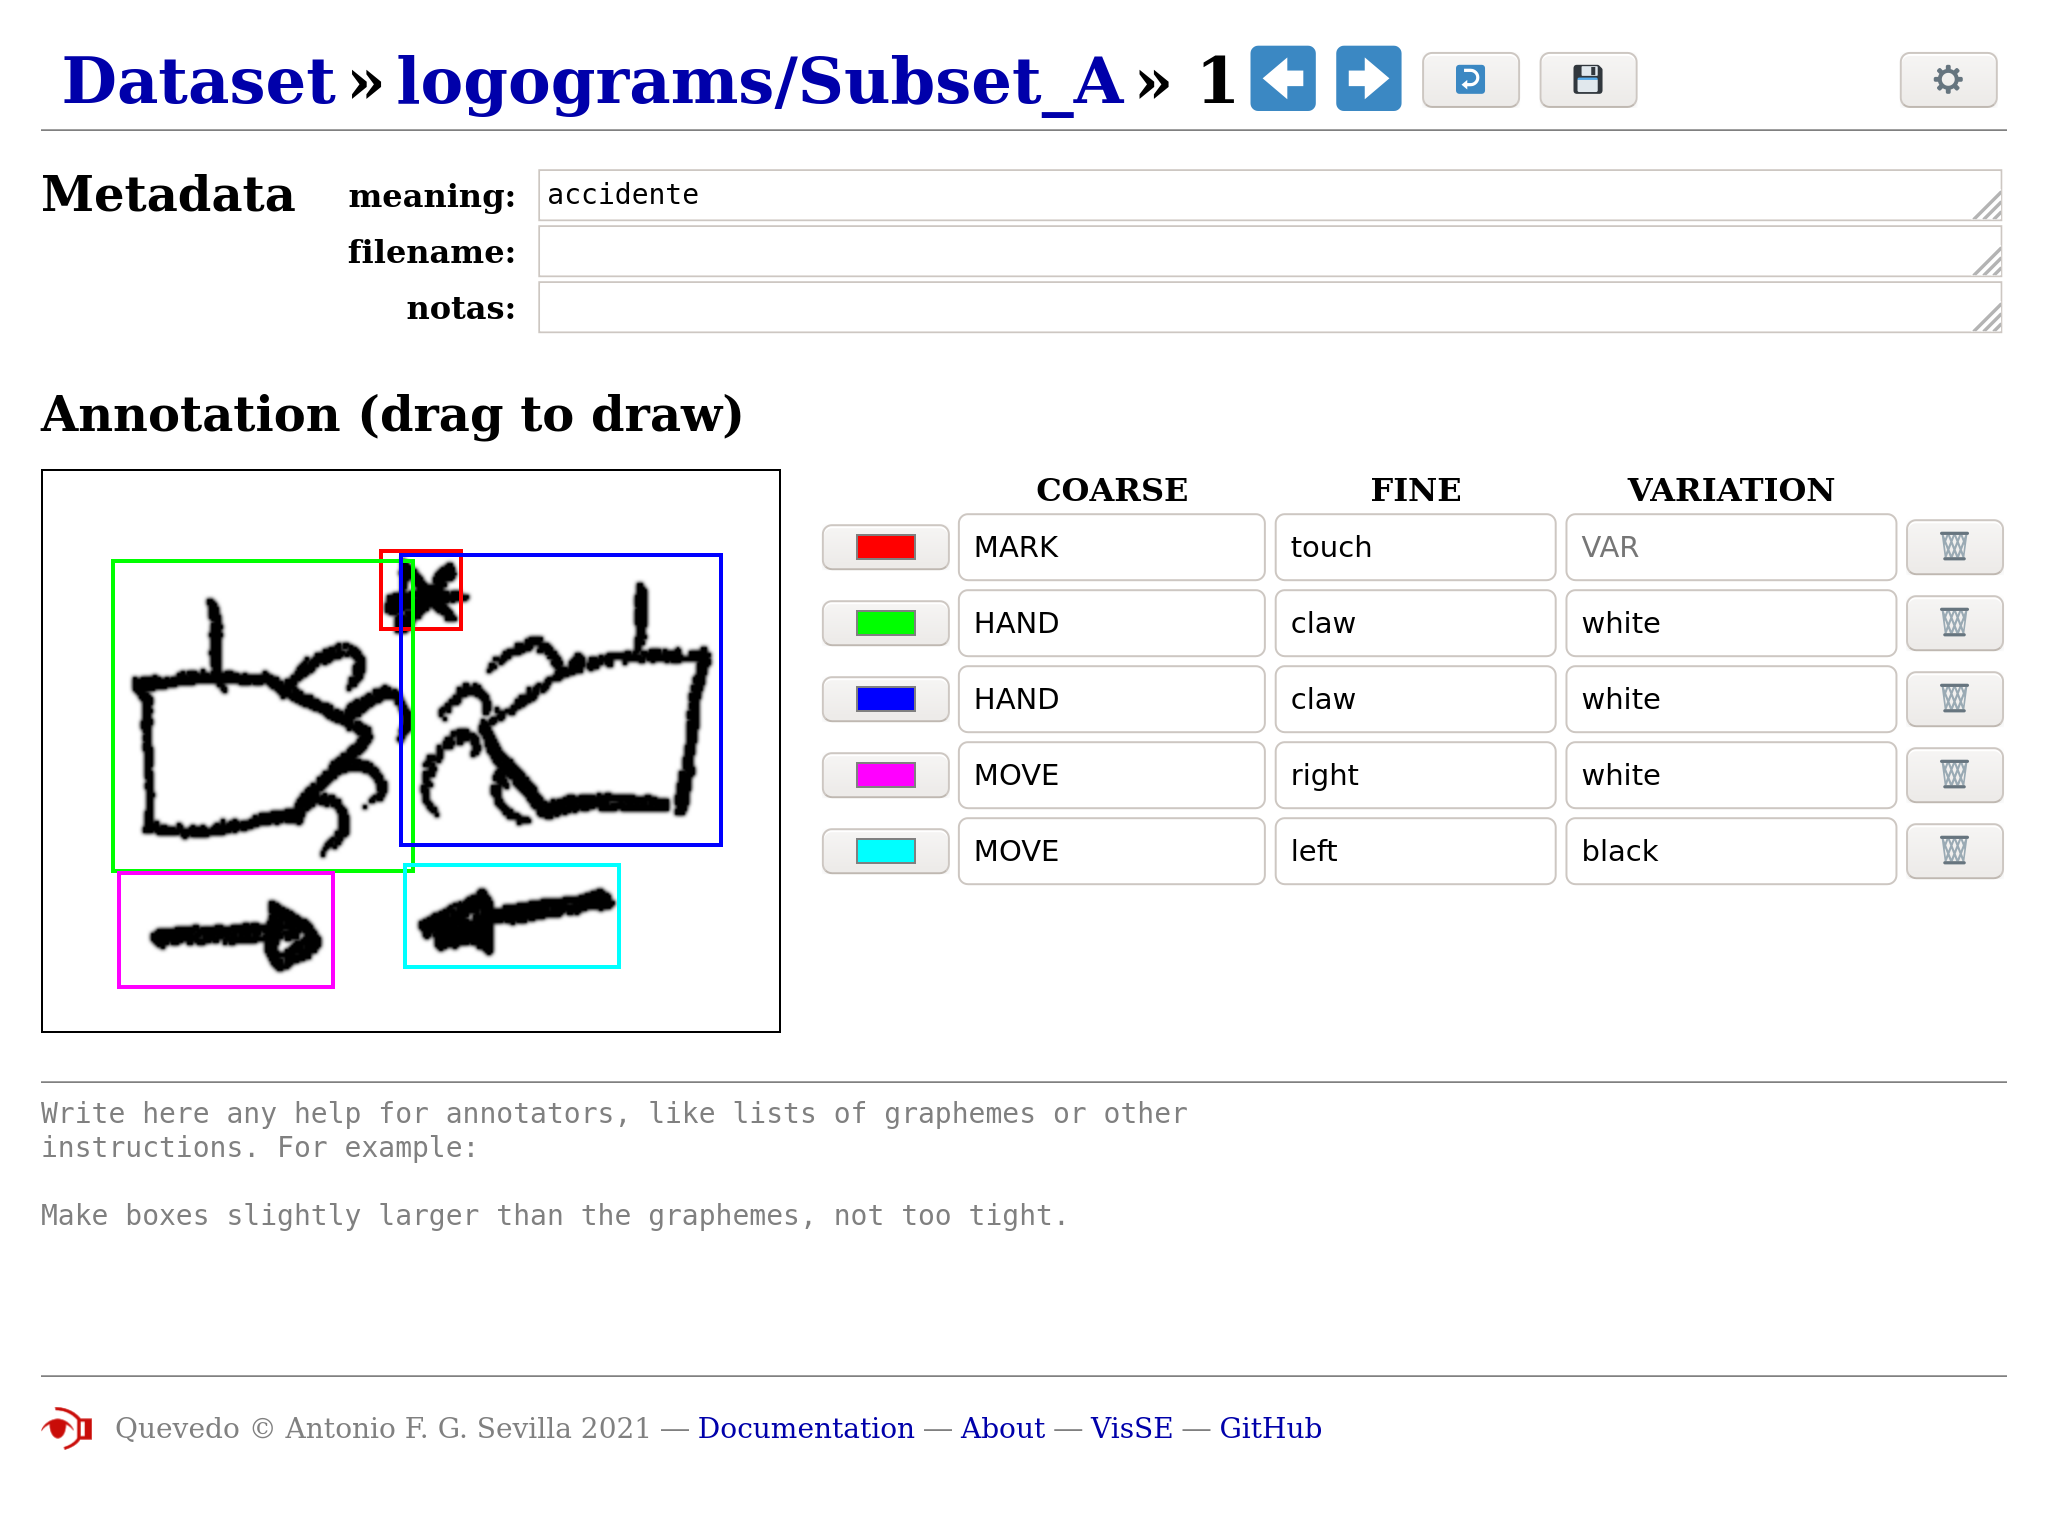 Dataset » logograms/Subset_A » 1
Metadata
meaning: accidente
filename:
notas:
Annotation (drag to draw)
COARSE FINE VARIATION
MARK touch VAR
HAND claw white
HAND claw white
MOVE right white
MOVE left black
Write here any help for annotators, like lists of graphemes or other
instructions. For example:
Make boxes slightly larger than the graphemes, not too tight.
Quevedo © Antonio F. G. Sevilla 2021 — Documentation — About — VisSE — GitHub